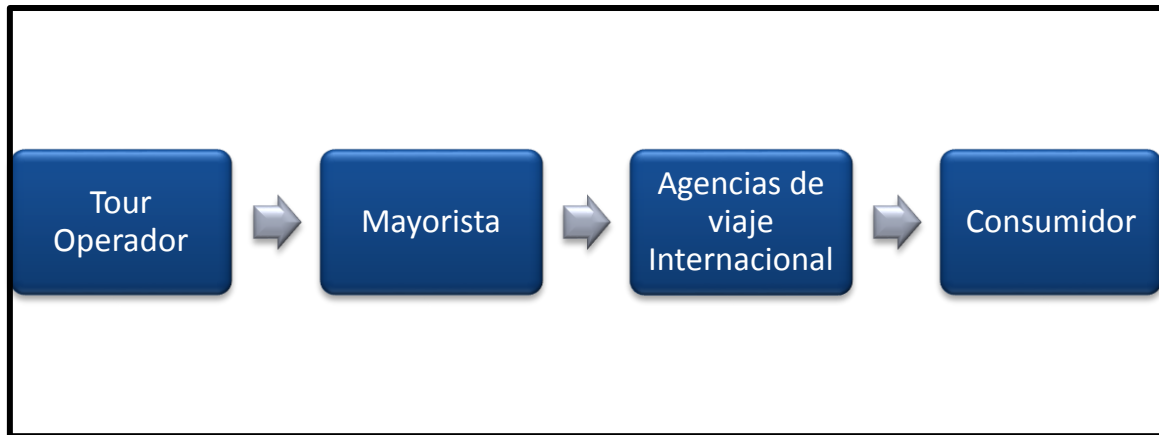 Tour
Operador
Mayorista
Agencias de
viaje
Internacional
Consumidor